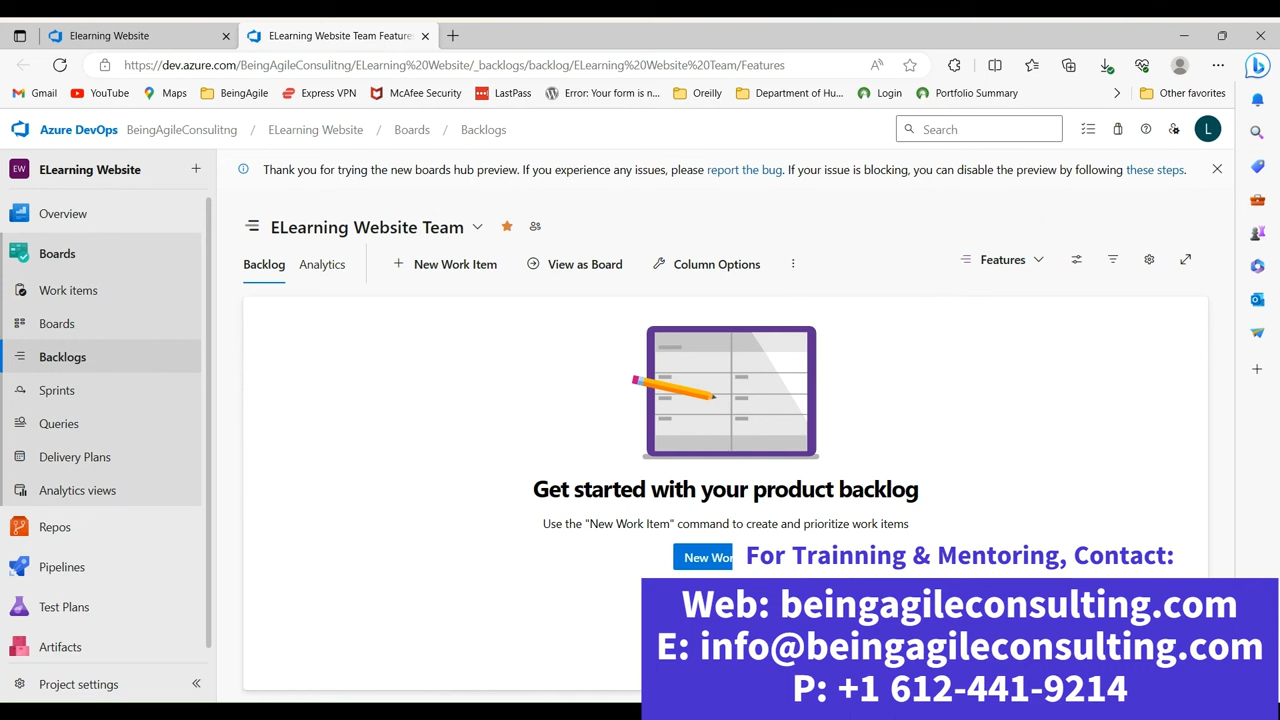 Elearning Website
ELearning Website Team Feature
https://dev.azure.com/BeingAgileConsulitng/ELearning%20Website/_backlogs/backlog/ELearning%20Website%20Team/Features
Gmail YouTube Maps BeingAgile Express VPN McAfee Security LastPass Error: Your form is n... Oreilly Department of Hu... Login Portfolio Summary Other favorites
Azure DevOps BeingAgileConsulitng / ELearning Website / Boards / Backlogs
Search
L
EW ELearning Website
Thank you for trying the new boards hub preview. If you experience any issues, please report the bug. If your issue is blocking, you can disable the preview by following these steps.
Overview
Boards
Work items
Boards
Backlogs
Sprints
Queries
Delivery Plans
Analytics views
Repos
Pipelines
Test Plans
Artifacts
Project settings
ELearning Website Team
Backlog Analytics New Work Item View as Board Column Options Features
Get started with your product backlog
Use the "New Work Item" command to create and prioritize work items
New Wor
For Trainning & Mentoring, Contact:
Web: beingagileconsulting.com
E: info@beingagileconsulting.com
P: +1 612-441-9214